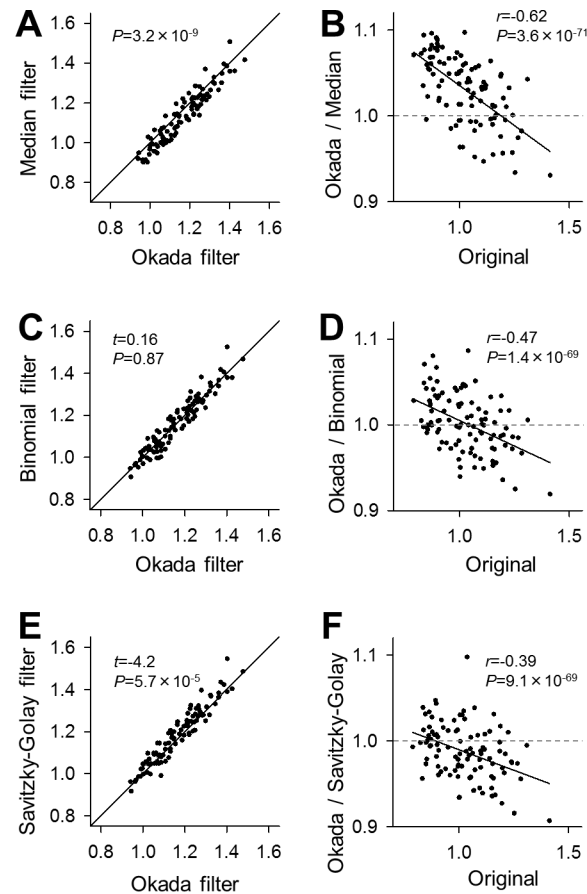 A
P=3.2 × 10⁻⁹
Median filter
1.6
1.4
1.2
1.0
0.8
0.8 1.0 1.2 1.4 1.6
Okada filter
B
r=-0.62
P=3.6 × 10⁻⁷¹
Okada / Median
1.1
1.0
0.9
1.0 1.5
Original
C
t=0.16
P=0.87
Binomial filter
1.6
1.4
1.2
1.0
0.8
0.8 1.0 1.2 1.4 1.6
Okada filter
D
r=-0.47
P=1.4 × 10⁻⁶⁹
Okada / Binomial
1.1
1.0
0.9
1.0 1.5
Original
E
t=-4.2
P=5.7 × 10⁻⁵
Savitzky-Golay filter
1.6
1.4
1.2
1.0
0.8
0.8 1.0 1.2 1.4 1.6
Okada filter
F
r=-0.39
P=9.1 × 10⁻⁶⁹
Okada / Savitzky-Golay
1.1
1.0
0.9
1.0 1.5
Original